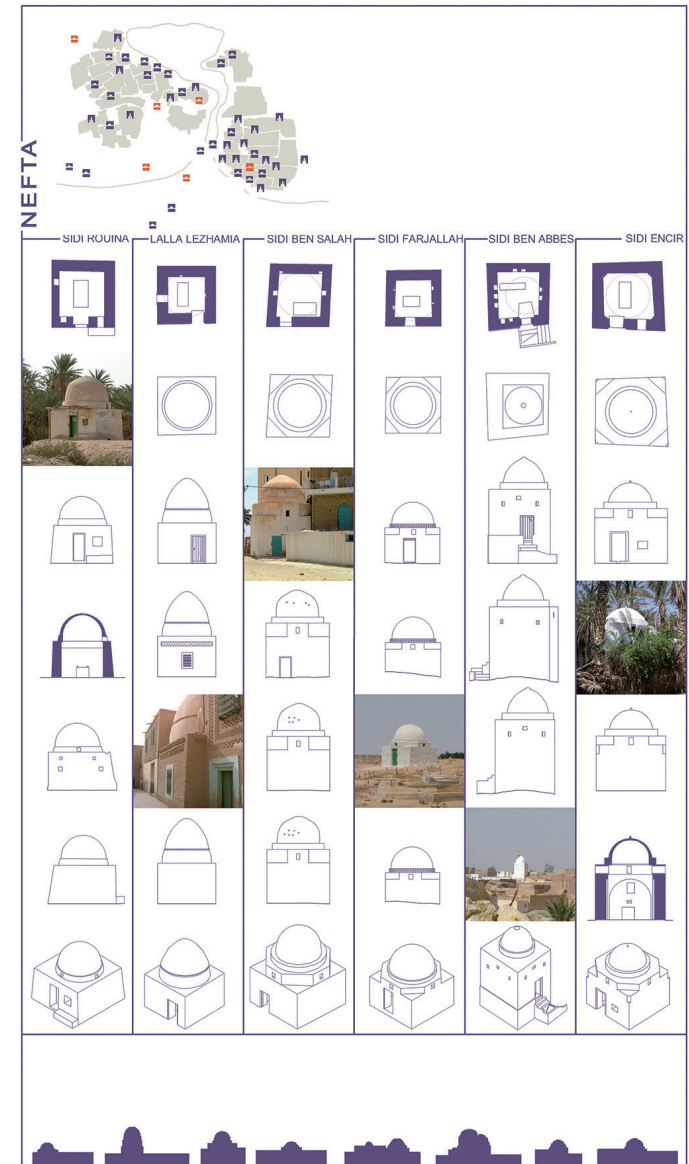 NEFTA
SIDI ROUINA
LALLA LEZHAMIA
SIDI BEN SALAH
SIDI FARJALLAH
SIDI BEN ABBES
SIDI ENCIR